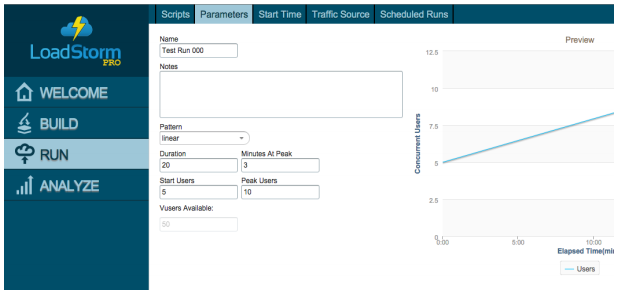 LoadStorm
PRO
WELCOME
BUILD
RUN
ANALYZE
Scripts Parameters Start Time Traffic Source Scheduled Runs
Name
Test Run 000
Notes
Pattern
linear
Duration Minutes At Peak
20 3
Start Users Peak Users
5 10
Vusers Available:
50
Preview
Concurrent Users
12.5
10
7.5
5
2.5
0
0:00 5:00 10:00
Elapsed Time(min
Users